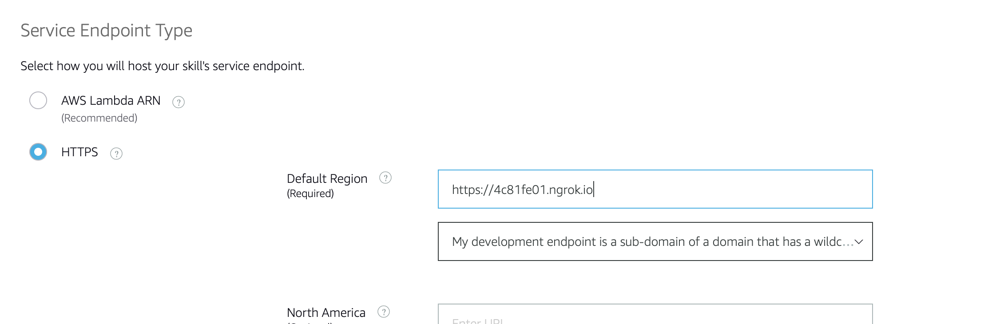 Service Endpoint Type
Select how you will host your skill's service endpoint.
AWS Lambda ARN ?
(Recommended)
HTTPS ?
Default Region ?
(Required)
https://4c81fe01.ngrok.io
My development endpoint is a sub-domain of a domain that has a wildc...
North America ?
Enter URL